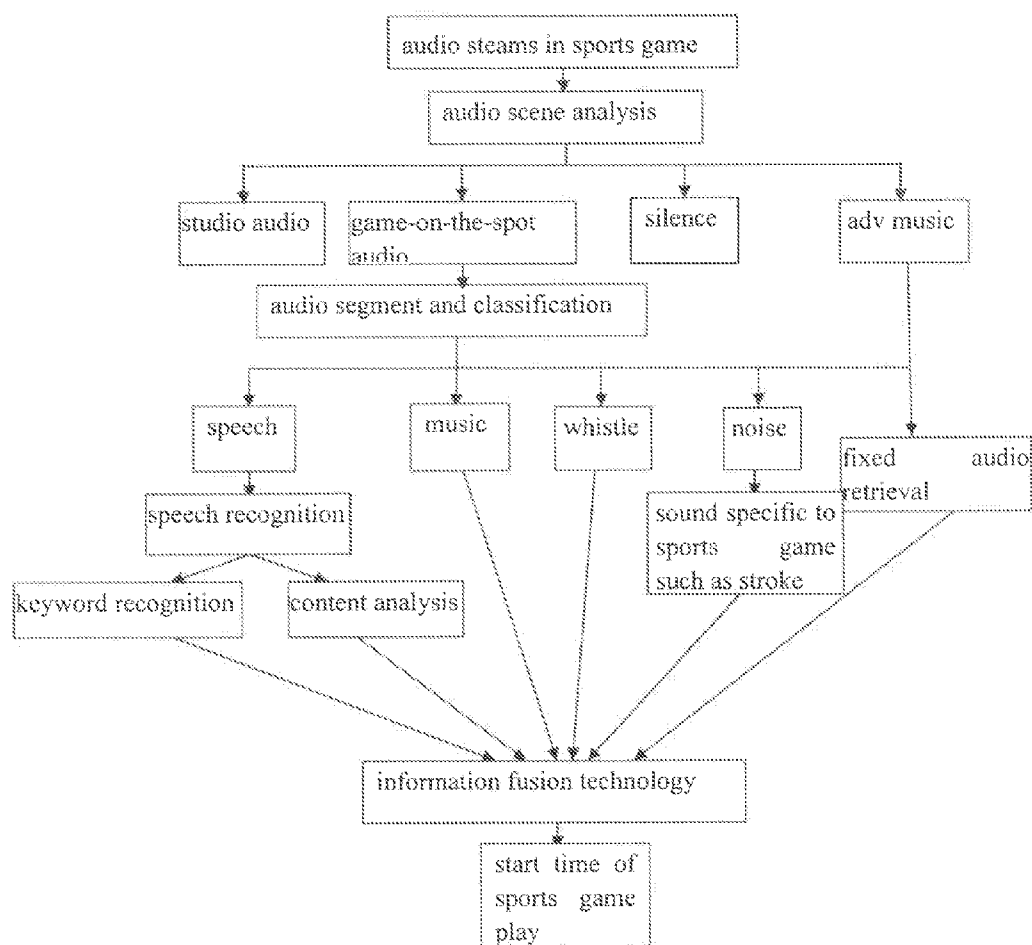 audio steams in sports game
audio scene analysis
studio audio
game-on-the-spot
audio
silence
adv music
audio segment and classification
speech
music
whistle
noise
fixed audio
retrieval
speech recognition
sound specific to
sports game
such as stroke
keyword recognition
content analysis
information fusion technology
start time of
sports game
play